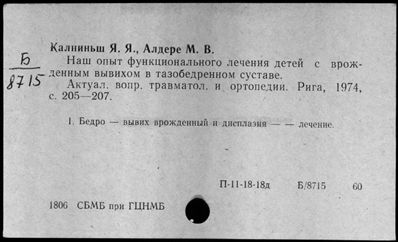 Б
8715
Калниньш Я. Я., Алдере М. В.
Наш опыт функционального лечения детей с врож-
денным вывихом в тазобедренном суставе.
Актуал. вопр. травматол. и ортопедии. Рига, 1974,
с. 205—207.
1. Бедро — вывих врожденный и дисплазия — — лечение.
П-11-18-18д Б/8715 60
1806 СБМБ при ГЦНМБ